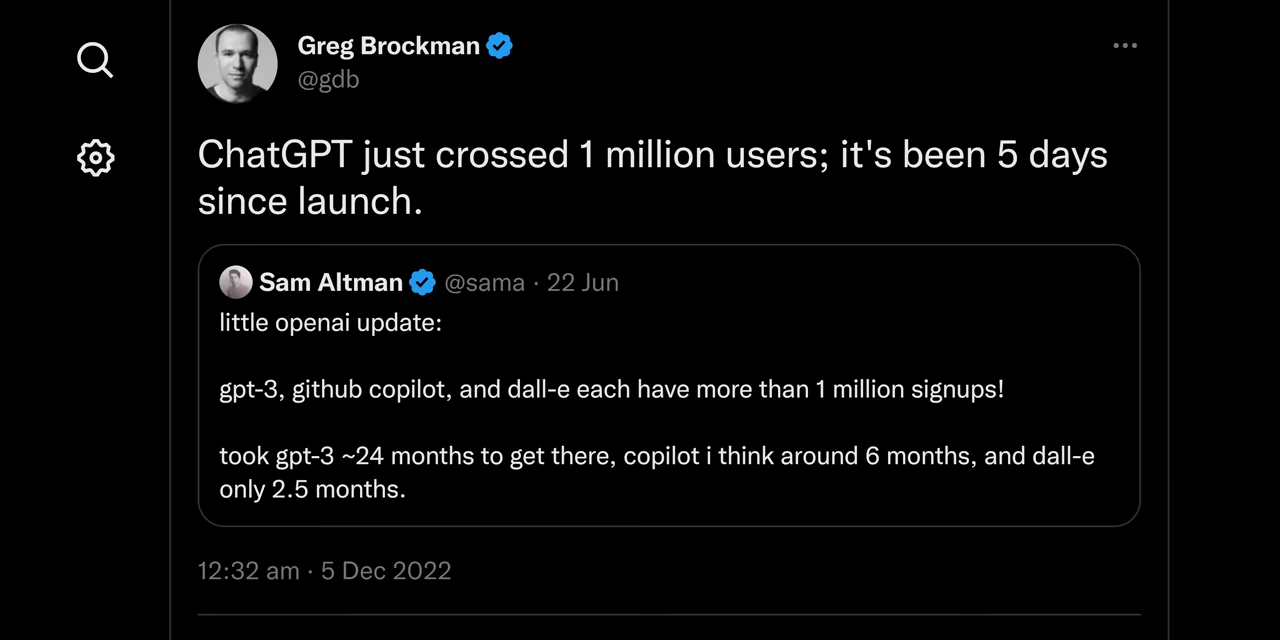 Greg Brockman
@gdb
ChatGPT just crossed 1 million users; it's been 5 days
since launch.
Sam Altman @sama · 22 Jun
little openai update:
gpt-3, github copilot, and dall-e each have more than 1 million signups!
took gpt-3 ~24 months to get there, copilot i think around 6 months, and dall-e
only 2.5 months.
12:32 am · 5 Dec 2022